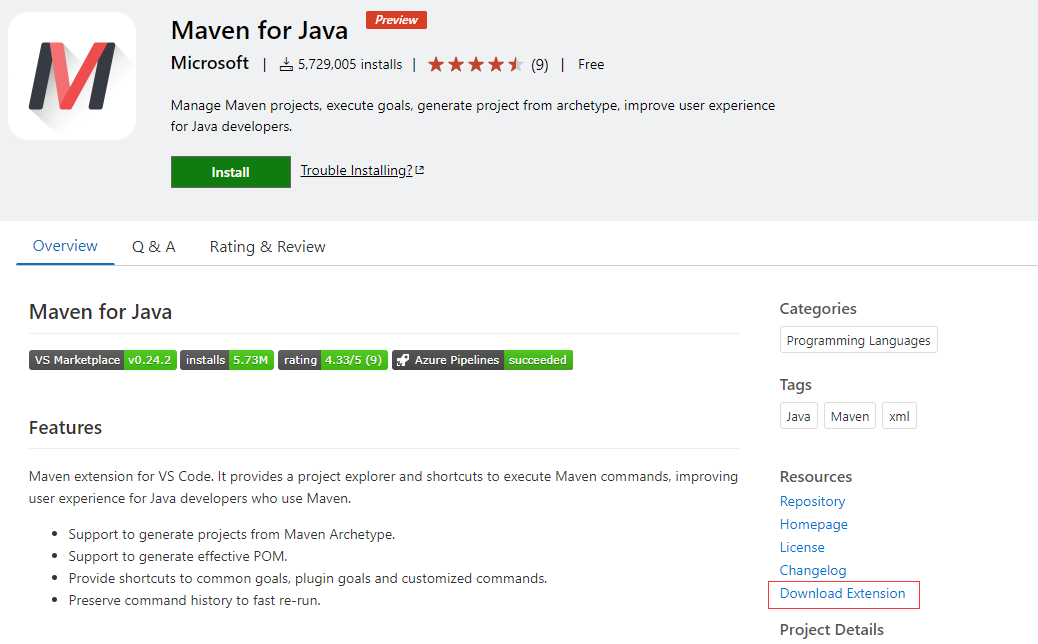 Maven for Java
Preview
Microsoft | 5,729,005 installs | (9) | Free
Manage Maven projects, execute goals, generate project from archetype, improve user experience
for Java developers.
Install
Trouble Installing?
Overview
Q & A
Rating & Review
Maven for Java
VS Marketplace v0.24.2 installs 5.73M rating 4.33/5 (9) Azure Pipelines succeeded
Features
Maven extension for VS Code. It provides a project explorer and shortcuts to execute Maven commands, improving
user experience for Java developers who use Maven.
• Support to generate projects from Maven Archetype.
• Support to generate effective POM.
• Provide shortcuts to common goals, plugin goals and customized commands.
• Preserve command history to fast re-run.
Categories
Programming Languages
Tags
Java
Maven
xml
Resources
Repository
Homepage
License
Changelog
Download Extension
Project Details